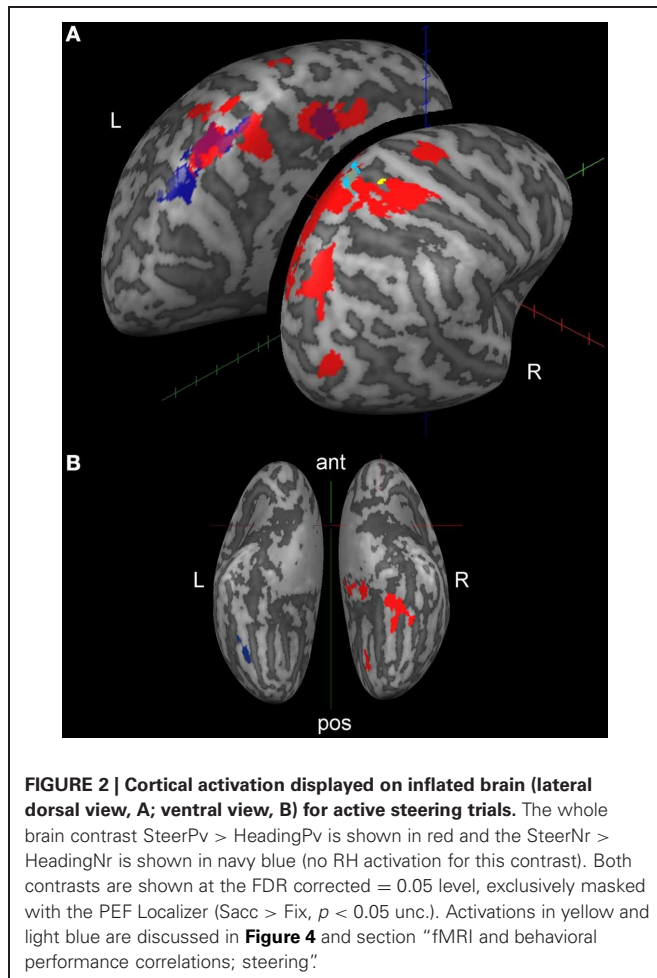 A
L
R
B
ant
L
R
pos
FIGURE 2 | Cortical activation displayed on inflated brain (lateral
dorsal view, A; ventral view, B) for active steering trials. The whole
brain contrast SteerPv > HeadingPv is shown in red and the SteerNr >
HeadingNr is shown in navy blue (no RH activation for this contrast). Both
contrasts are shown at the FDR corrected = 0.05 level, exclusively masked
with the PEF Localizer (Sacc > Fix, p < 0.05 unc.). Activations in yellow and
light blue are discussed in Figure 4 and section “fMRI and behavioral
performance correlations; steering”.